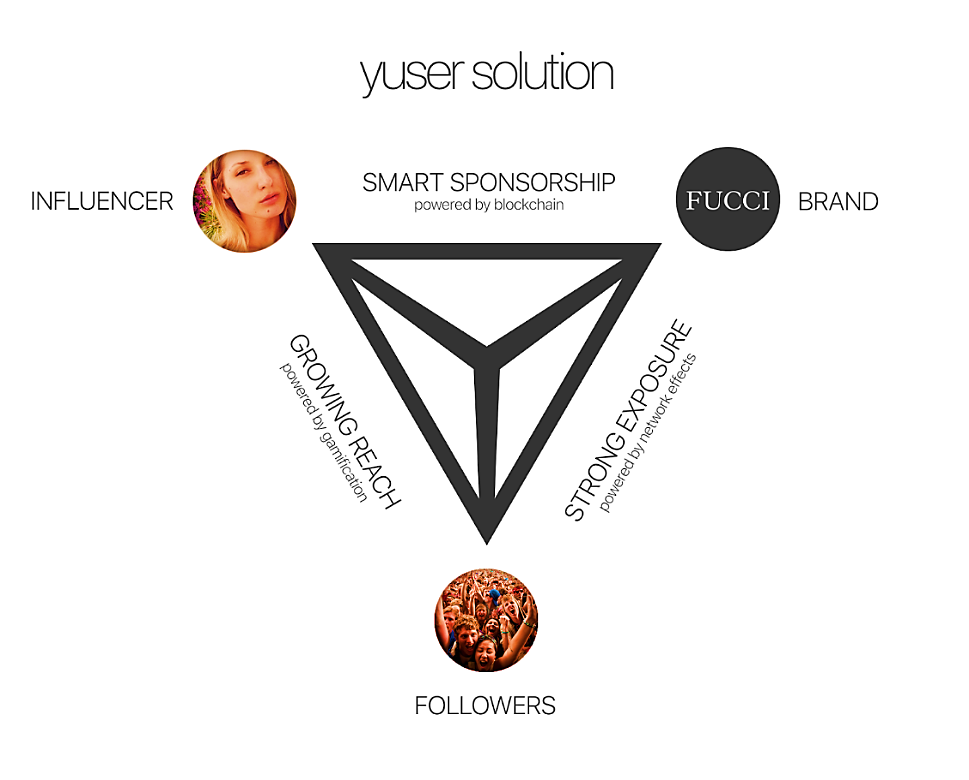 yuser solution
INFLUENCER
SMART SPONSORSHIP
powered by blockchain
FUCCI
BRAND
GROWING REACH
powered by gamification
STRONG EXPOSURE
powered by network effects
FOLLOWERS